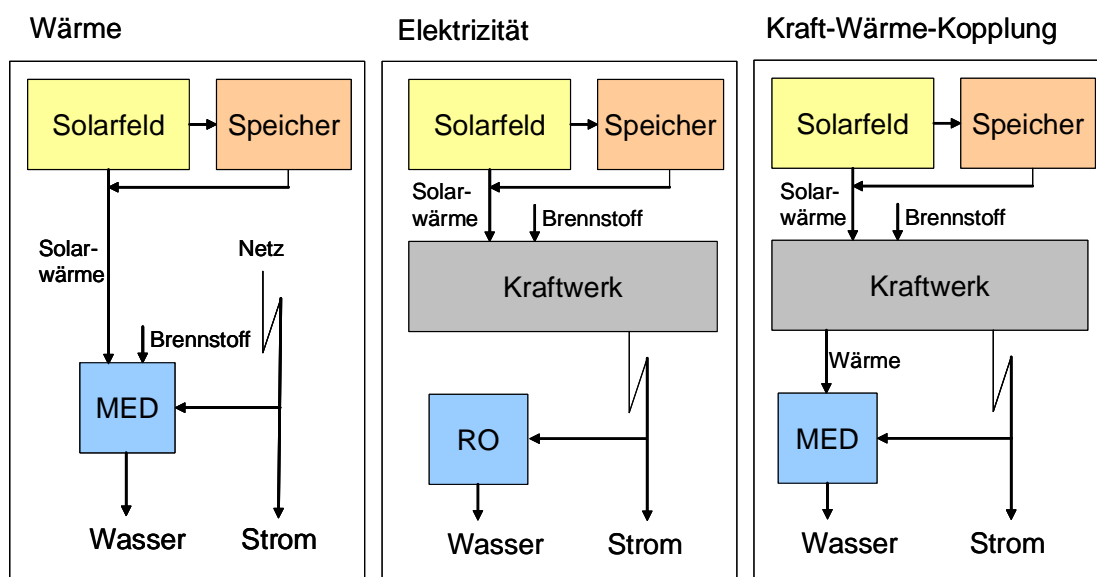 Wärme
Solarfeld
Speicher
Solar-
wärme
Netz
Brennstoff
MED
Wasser
Strom
Elektrizität
Solarfeld
Speicher
Solar-
wärme
Brennstoff
Kraftwerk
RO
Wasser
Strom
Kraft-Wärme-Kopplung
Solarfeld
Speicher
Solar-
wärme
Brennstoff
Kraftwerk
Wärme
MED
Wasser
Strom